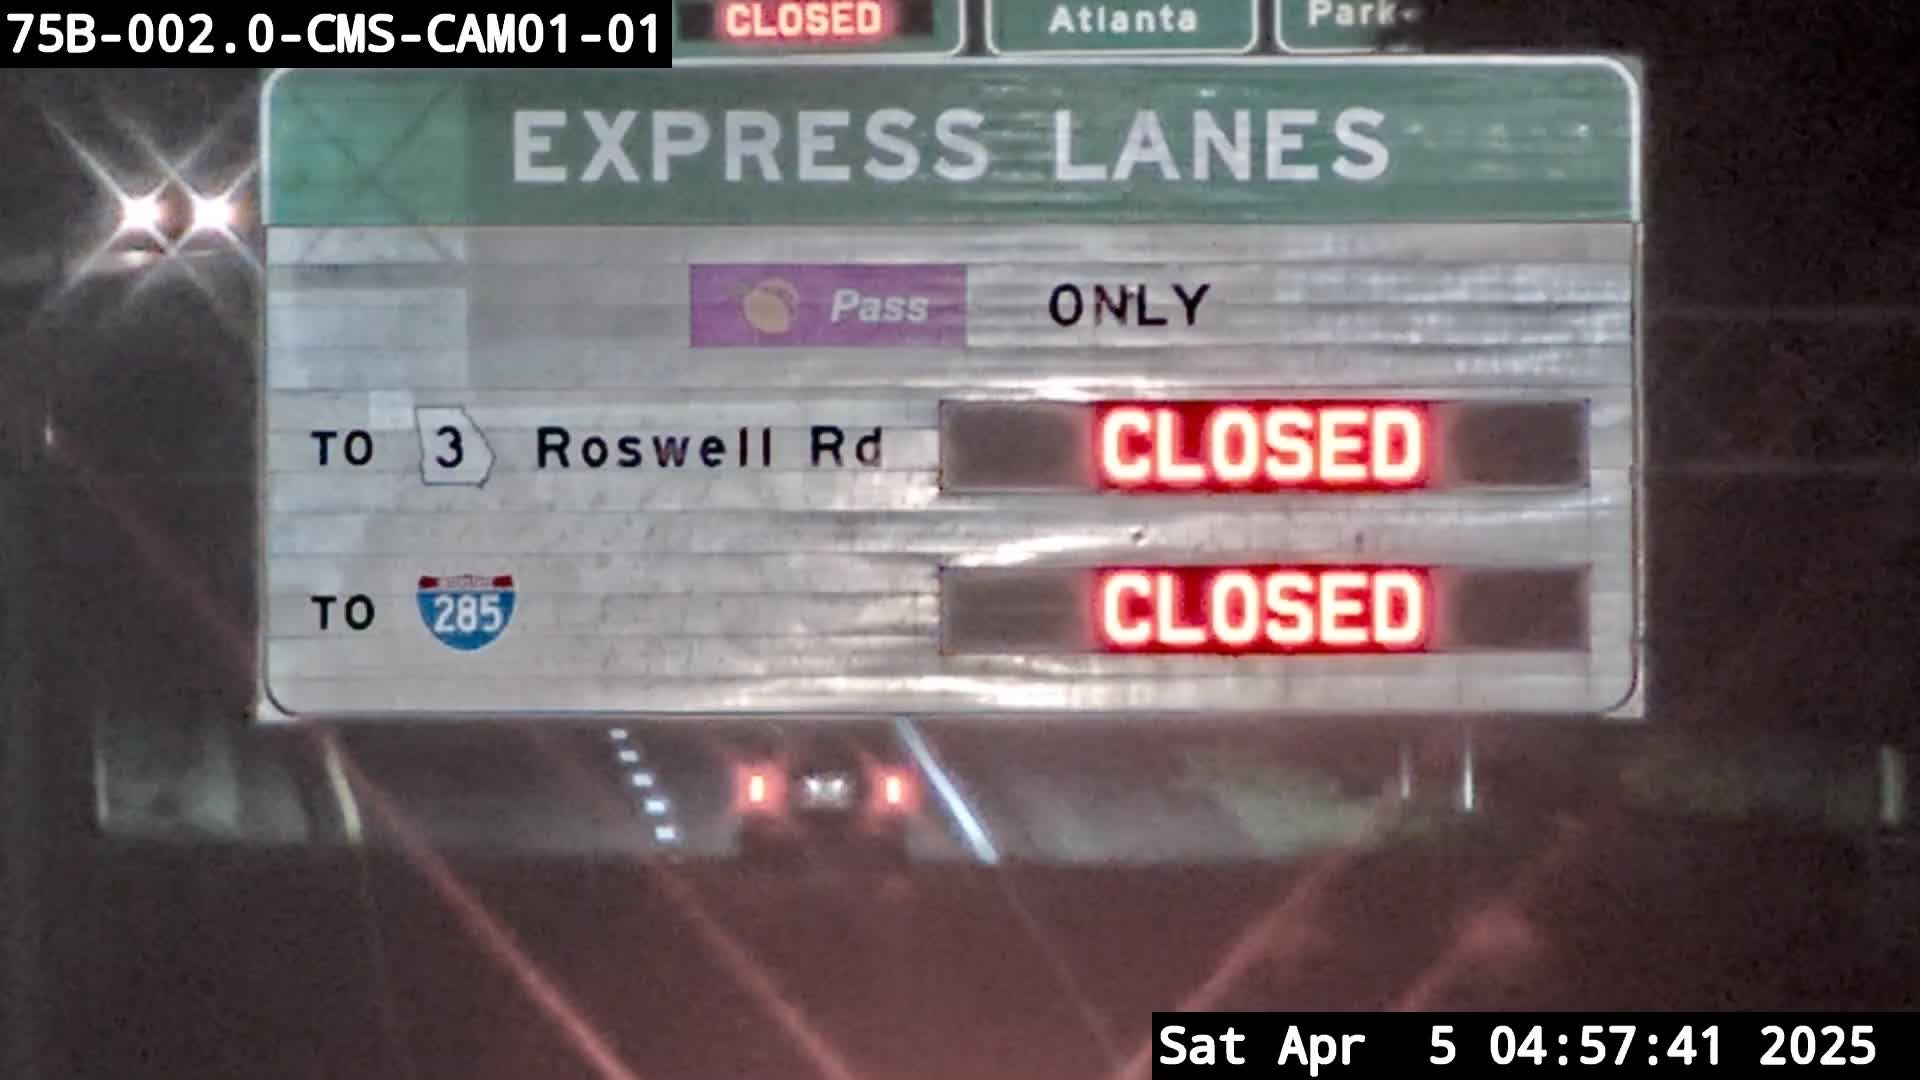 75B-002.0-CMS-CAM01-01
CLOSED
Atlanta
Park
EXPRESS LANES
Pass ONLY
TO 3 Roswell Rd CLOSED
TO 285 CLOSED
Sat Apr 5 04:57:41 2025